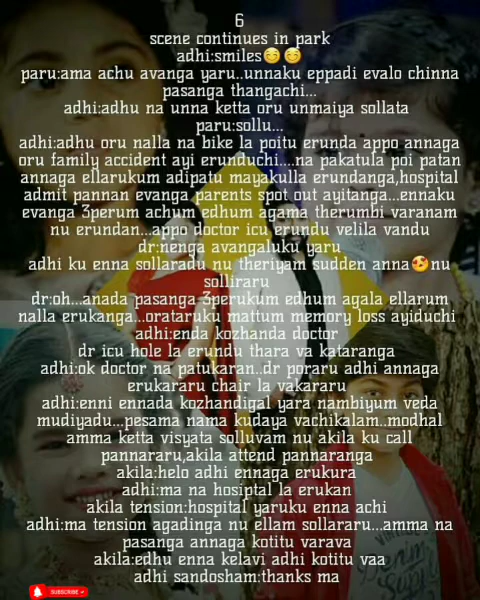 6
scene continues in park
adhi:smiles😊😊
paru:ama achu avanga yaru..unnaku eppadi evalo chinna
pasanga thangachi...
adhi:adhu na unna ketta oru unmaiya sollata
paru:sollu...
adhi:adhu oru nalla na bike la poitu erunda appo annaga
oru family accident ayi erunduchi....na pakatula poi patan
annaga ellarukum adipatu mayakulla erundanga,hospital
admit pannan evanga parents spot out ayitanga...ennaku
evanga 3perum achum edhum agama therumbi varanam
nu erundan...appo doctor icu erundu velila vandu
dr:nenga avangaluku yaru
adhi ku enna sollaradu nu theriyam sudden anna😍nu
solliraru
dr:oh...anada pasanga 3perukum edhum agala ellarum
nalla erukanga...orataruku mattum memory loss ayiduchi
adhi:enda kozhanda doctor
dr icu hole la erundu thara va kataranga
adhi:ok doctor na patukaran..dr poraru adhi annaga
erukararu chair la vakararu
adhi:enni ennada kozhandigal yara nambiyum veda
mudiyadu...pesama nama kudaya vachikalam..modhal
amma ketta visyata solluvam nu akila ku call
pannararu,akila attend pannaranga
akila:helo adhi ennaga erukura
adhi:ma na hosiptal la erukan
akila tension:hospital yaruku enna achi
adhi:ma tension agadinga nu ellam sollararu...amma na
pasanga annaga kotitu varava
akila:edhu enna kelavi adhi kotitu vaa
adhi sandosham:thanks ma
SUBSCRIBE